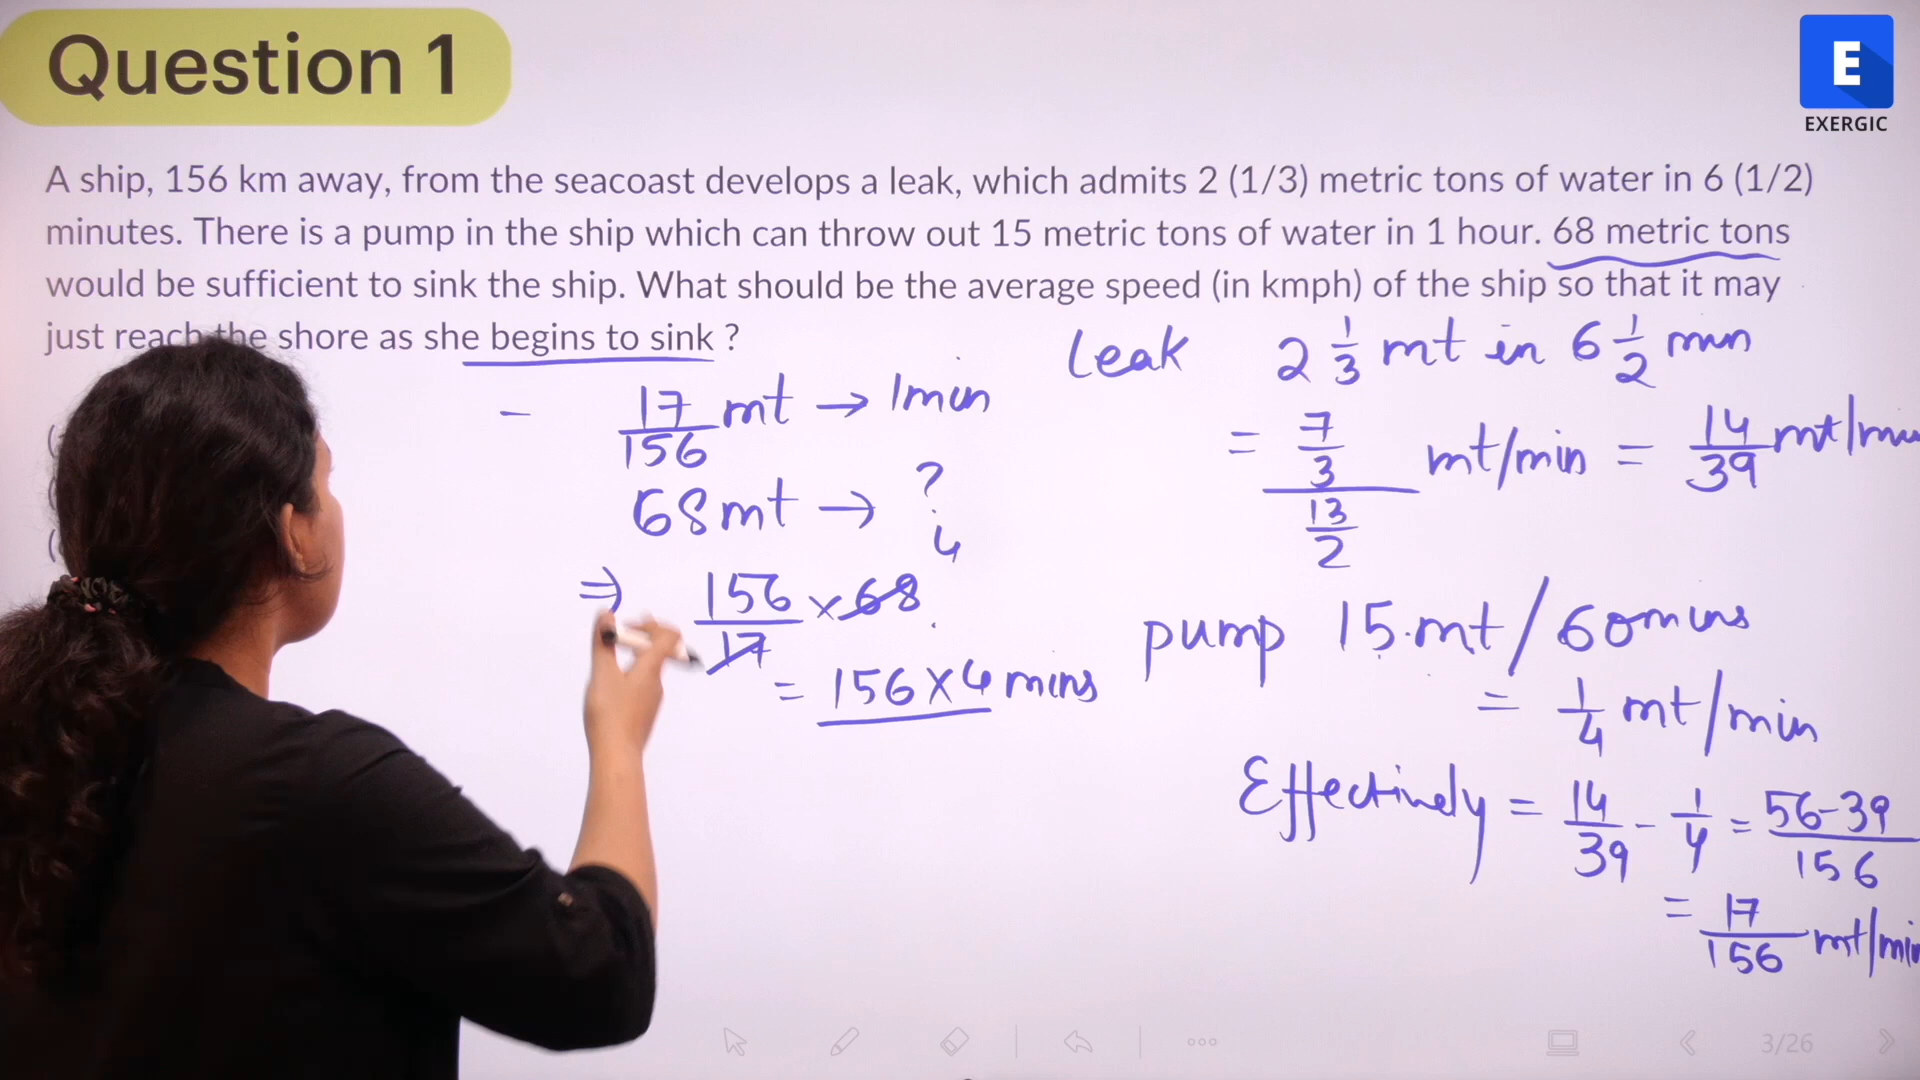 Question 1
E
EXERGIC
A ship, 156 km away, from the seacoast develops a leak, which admits 2 (1/3) metric tons of water in 6 (1/2)
minutes. There is a pump in the ship which can throw out 15 metric tons of water in 1 hour. 68 metric tons
would be sufficient to sink the ship. What should be the average speed (in kmph) of the ship so that it may
just reach the shore as she begins to sink ?
- 17/156 mt → 1min
68mt → ?
4
⇒ 156/17 × 68
= 156×4 mins
Leak 2 1/3 mt in 6 1/2 min
= 7/3 / 13/2 mt/min = 14/39 mt/min
pump 15.mt / 60mins
= 1/4 mt/min
Effectively = 14/39 - 1/4 = 56-39/156
= 17/156 mt/min
3/26